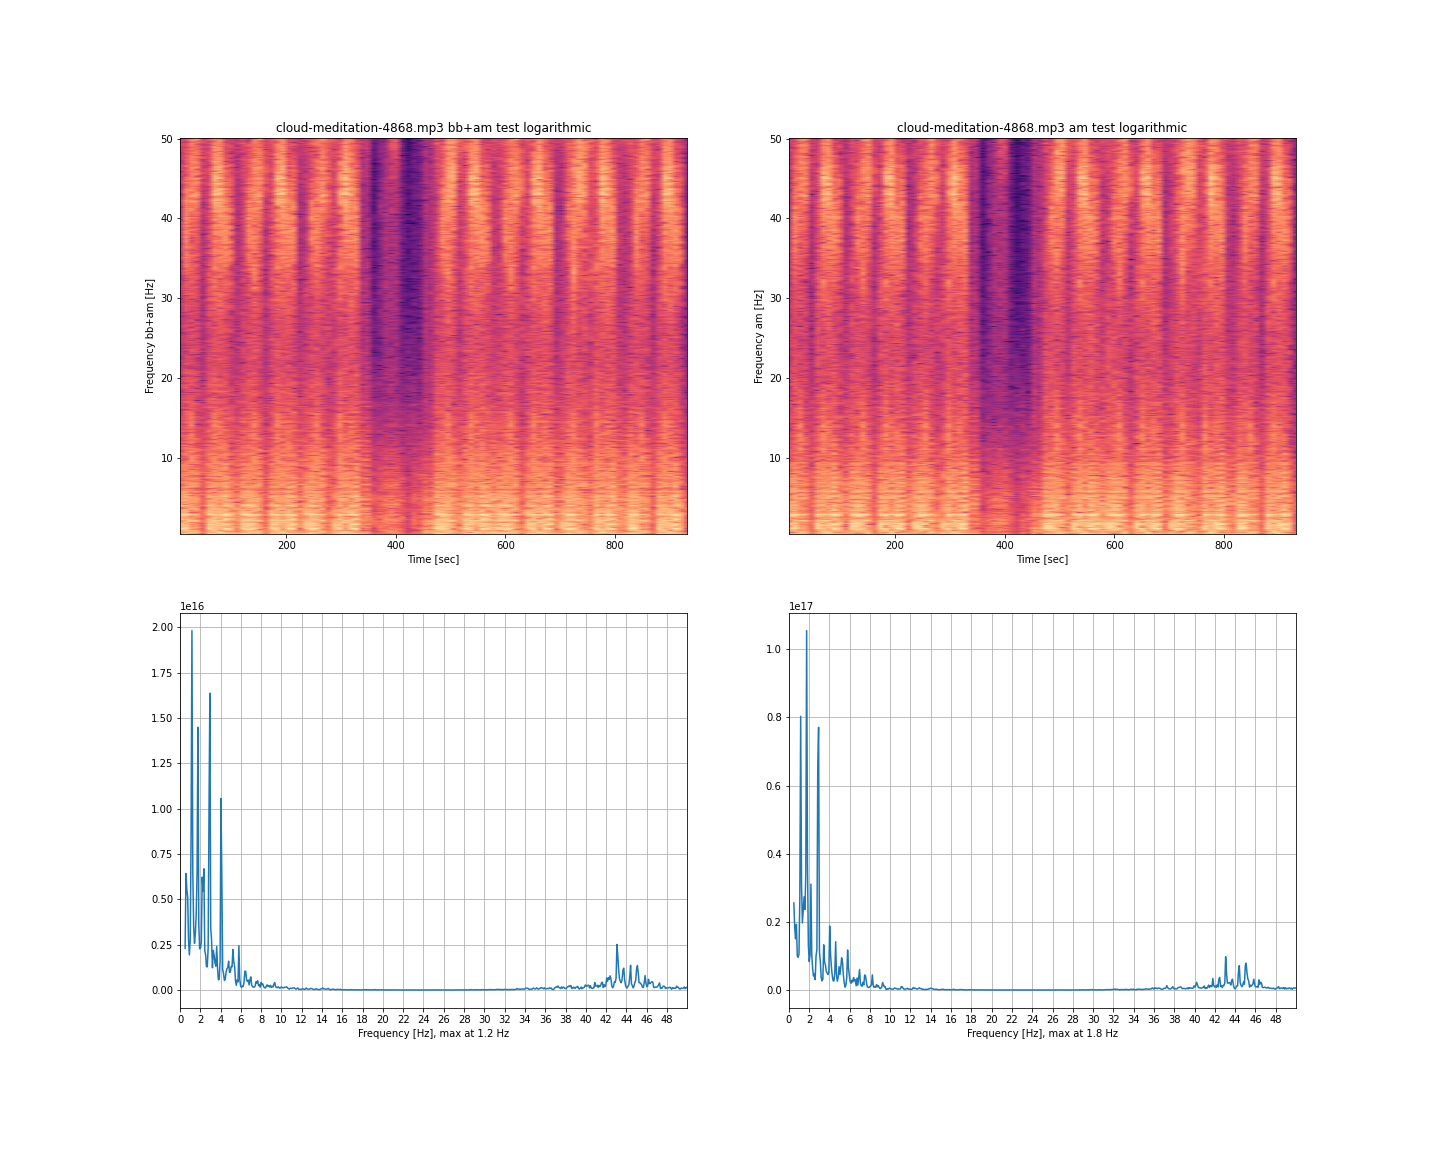 cloud-meditation-4868.mp3 bb+am test logarithmic
50
40
30
20
10
Frequency bb+am [Hz]
200 400 600 800
Time [sec]
cloud-meditation-4868.mp3 am test logarithmic
50
40
30
20
10
Frequency am [Hz]
200 400 600 800
Time [sec]
1e16
2.00
1.75
1.50
1.25
1.00
0.75
0.50
0.25
0.00
0 2 4 6 8 10 12 14 16 18 20 22 24 26 28 30 32 34 36 38 40 42 44 46 48
Frequency [Hz], max at 1.2 Hz
1e17
1.0
0.8
0.6
0.4
0.2
0.0
0 2 4 6 8 10 12 14 16 18 20 22 24 26 28 30 32 34 36 38 40 42 44 46 48
Frequency [Hz], max at 1.8 Hz